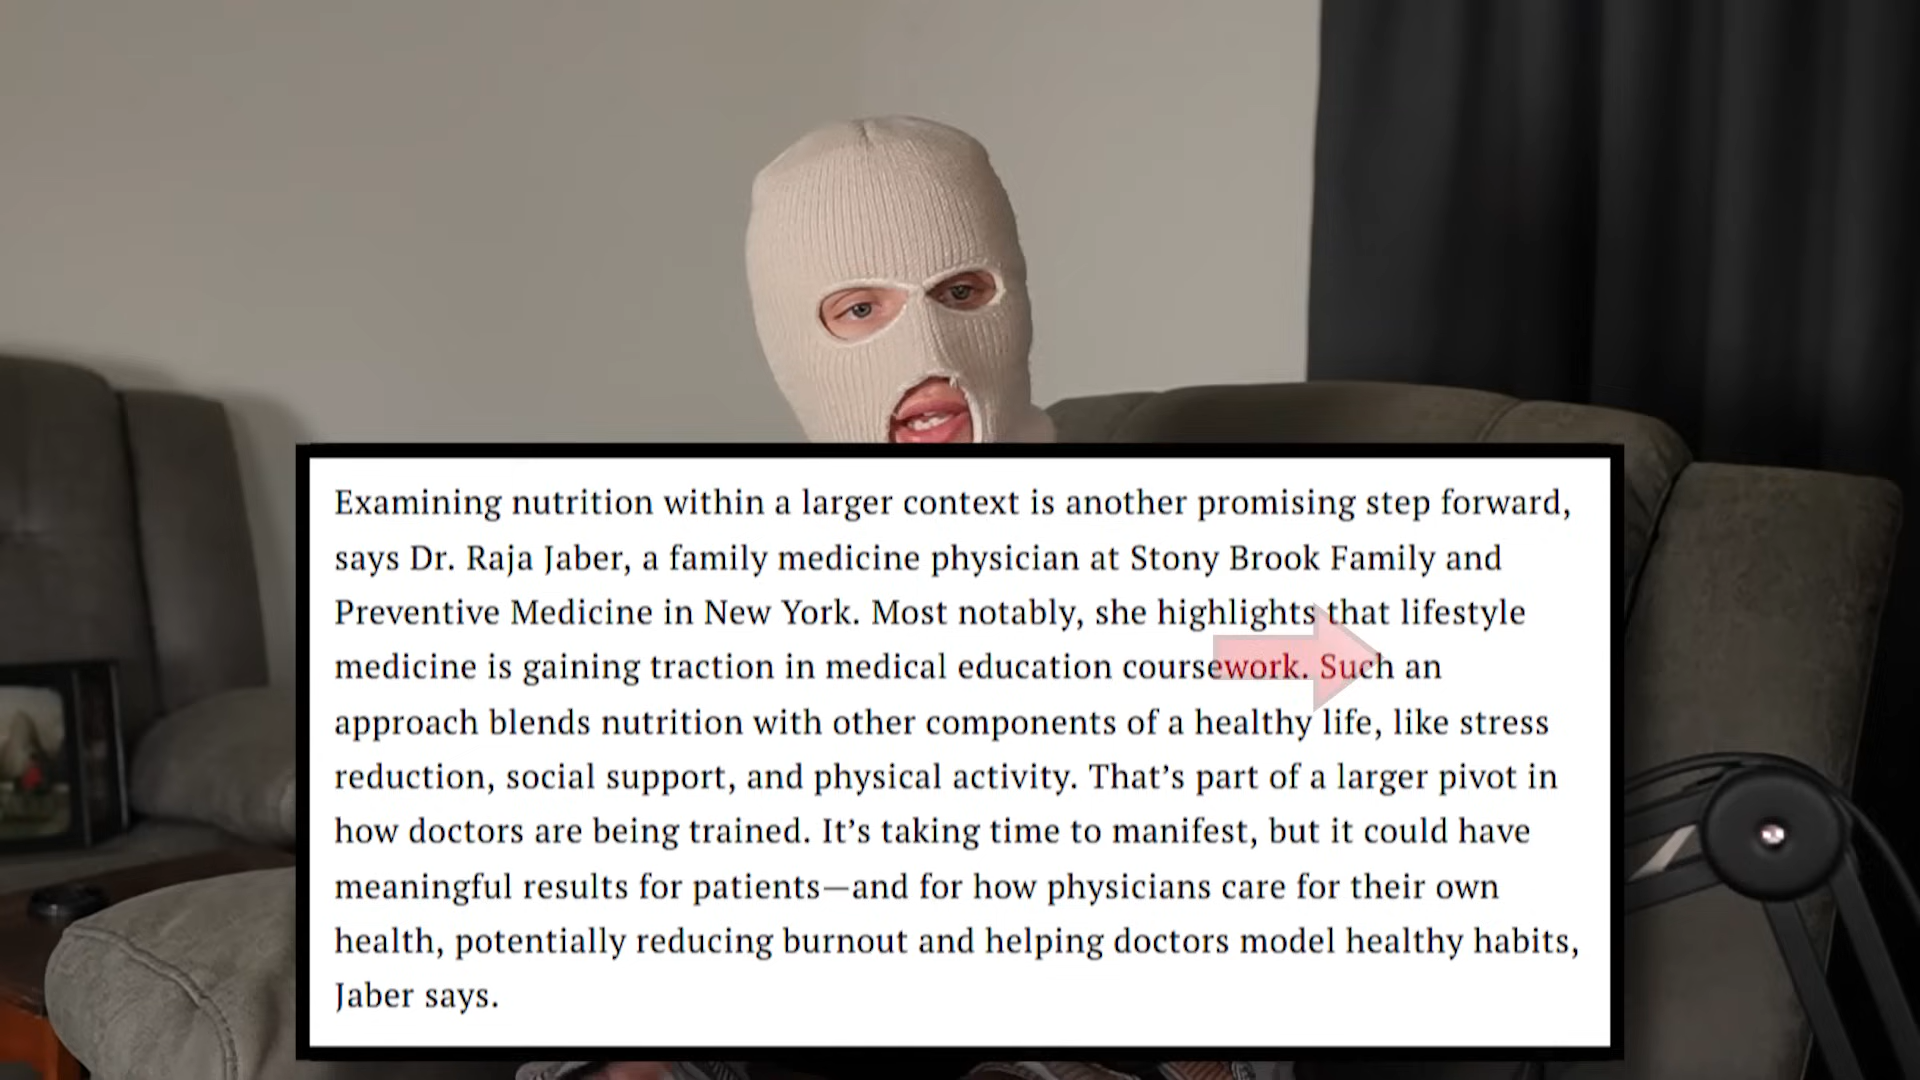 Examining nutrition within a larger context is another promising step forward,
says Dr. Raja Jaber, a family medicine physician at Stony Brook Family and
Preventive Medicine in New York. Most notably, she highlights that lifestyle
medicine is gaining traction in medical education coursework. Such an
approach blends nutrition with other components of a healthy life, like stress
reduction, social support, and physical activity. That’s part of a larger pivot in
how doctors are being trained. It’s taking time to manifest, but it could have
meaningful results for patients—and for how physicians care for their own
health, potentially reducing burnout and helping doctors model healthy habits,
Jaber says.